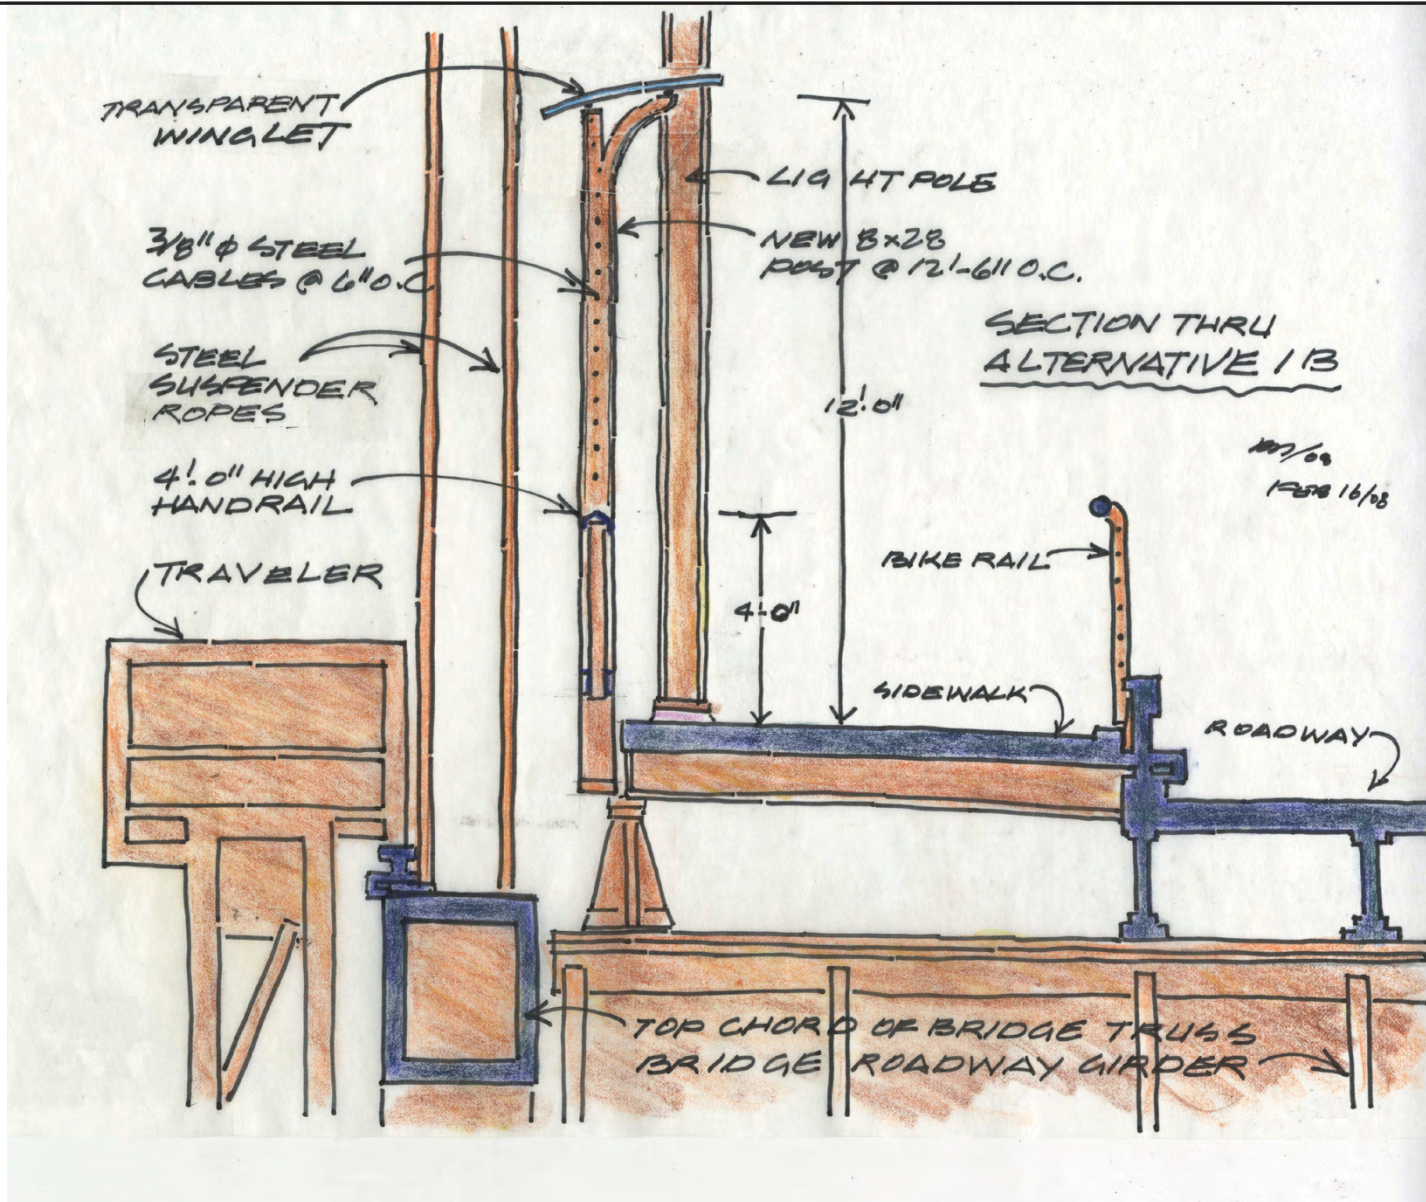 TRANSPARENT
WINGLET
LIGHT POLE
3/8" ϕ STEEL
CABLES @ 6" O.C
NEW 8x28
POST @ 12'-6" O.C.
SECTION THRU
ALTERNATIVE 1B
STEEL
SUSPENDER
ROPES
12'.0"
4'.0" HIGH
HANDRAIL
FEB 16/08
BIKE RAIL
TRAVELER
4'-0"
SIDEWALK
ROADWAY
TOP CHORD OF BRIDGE TRUSS
BRIDGE ROADWAY GIRDER